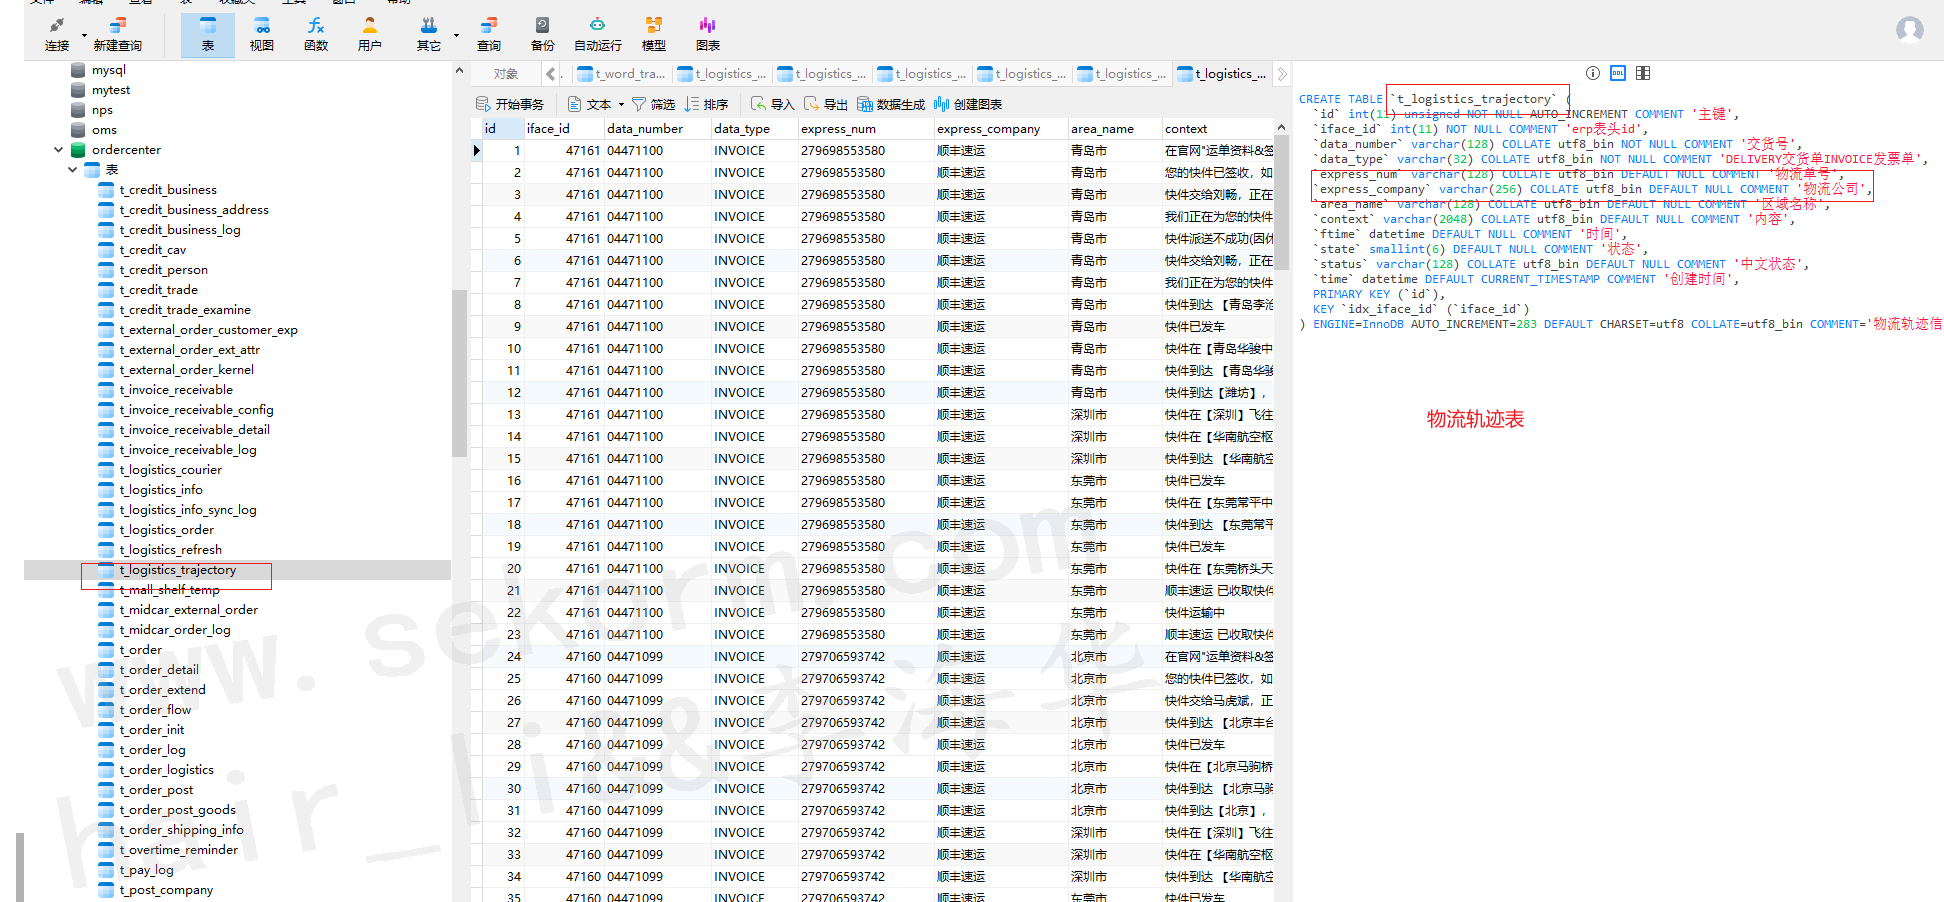 文件 编辑 查看 表 收藏夹 工具 窗口 帮助
连接 新建查询 表 视图 函数 用户 其它 查询 备份 自动运行 模型 图表
mysql
mytest
nps
oms
ordercenter
表
t_credit_business
t_credit_business_address
t_credit_business_log
t_credit_cav
t_credit_person
t_credit_trade
t_credit_trade_examine
t_external_order_customer_exp
t_external_order_ext_attr
t_external_order_kernel
t_invoice_receivable
t_invoice_receivable_config
t_invoice_receivable_detail
t_invoice_receivable_log
t_logistics_courier
t_logistics_info
t_logistics_info_sync_log
t_logistics_order
t_logistics_refresh
t_logistics_trajectory
t_mall_shelf_temp
t_midcar_external_order
t_midcar_order_log
t_order
t_order_detail
t_order_extend
t_order_flow
t_order_init
t_order_log
t_order_logistics
t_order_post
t_order_post_goods
t_order_shipping_info
t_overtime_reminder
t_pay_log
t_post_company
对象 t_word_tra... t_logistics_... t_logistics_... t_logistics_... t_logistics_... t_logistics_... t_logistics_...
开始事务 文本 筛选 排序 导入 导出 数据生成 创建图表
id iface_id data_number data_type express_num express_company area_name context
1 47161 04471100 INVOICE 279698553580 顺丰速运 青岛市 在官网"运单资料&签
2 47161 04471100 INVOICE 279698553580 顺丰速运 青岛市 您的快件已签收，如
3 47161 04471100 INVOICE 279698553580 顺丰速运 青岛市 快件交给刘畅，正在
4 47161 04471100 INVOICE 279698553580 顺丰速运 青岛市 我们正在为您的快件
5 47161 04471100 INVOICE 279698553580 顺丰速运 青岛市 快件派送不成功(因休
6 47161 04471100 INVOICE 279698553580 顺丰速运 青岛市 快件交给刘畅，正在
7 47161 04471100 INVOICE 279698553580 顺丰速运 青岛市 我们正在为您的快件
8 47161 04471100 INVOICE 279698553580 顺丰速运 青岛市 快件到达 【青岛李沧
9 47161 04471100 INVOICE 279698553580 顺丰速运 青岛市 快件已发车
10 47161 04471100 INVOICE 279698553580 顺丰速运 青岛市 快件在【青岛华骏中
11 47161 04471100 INVOICE 279698553580 顺丰速运 青岛市 快件到达 【青岛华骏
12 47161 04471100 INVOICE 279698553580 顺丰速运 青岛市 快件到达【潍坊】，
13 47161 04471100 INVOICE 279698553580 顺丰速运 深圳市 快件在【深圳】飞往
14 47161 04471100 INVOICE 279698553580 顺丰速运 深圳市 快件在【华南航空枢
15 47161 04471100 INVOICE 279698553580 顺丰速运 深圳市 快件到达 【华南航空
16 47161 04471100 INVOICE 279698553580 顺丰速运 东莞市 快件已发车
17 47161 04471100 INVOICE 279698553580 顺丰速运 东莞市 快件在【东莞常平中
18 47161 04471100 INVOICE 279698553580 顺丰速运 东莞市 快件到达 【东莞常平
19 47161 04471100 INVOICE 279698553580 顺丰速运 东莞市 快件已发车
20 47161 04471100 INVOICE 279698553580 顺丰速运 东莞市 快件在【东莞桥头天
21 47161 04471100 INVOICE 279698553580 顺丰速运 东莞市 顺丰速运 已收取快件
22 47161 04471100 INVOICE 279698553580 顺丰速运 东莞市 快件运输中
23 47161 04471100 INVOICE 279698553580 顺丰速运 东莞市 顺丰速运 已收取快件
24 47160 04471099 INVOICE 279706593742 顺丰速运 北京市 在官网"运单资料&签
25 47160 04471099 INVOICE 279706593742 顺丰速运 北京市 您的快件已签收，如
26 47160 04471099 INVOICE 279706593742 顺丰速运 北京市 快件交给马虎斌，正
27 47160 04471099 INVOICE 279706593742 顺丰速运 北京市 快件到达 【北京丰台
28 47160 04471099 INVOICE 279706593742 顺丰速运 北京市 快件已发车
29 47160 04471099 INVOICE 279706593742 顺丰速运 北京市 快件在【北京马驹桥
30 47160 04471099 INVOICE 279706593742 顺丰速运 北京市 快件到达 【北京马驹
31 47160 04471099 INVOICE 279706593742 顺丰速运 北京市 快件到达【北京】，
32 47160 04471099 INVOICE 279706593742 顺丰速运 深圳市 快件在【深圳】飞往
33 47160 04471099 INVOICE 279706593742 顺丰速运 深圳市 快件在【华南航空枢
34 47160 04471099 INVOICE 279706593742 顺丰速运 深圳市 快件到达 【华南航空
35 47160 04471099 INVOICE 279706593742 顺丰速运 东莞市 快件已发车
DDL
CREATE TABLE `t_logistics_trajectory` (
`id` int(11) unsigned NOT NULL AUTO_INCREMENT COMMENT '主键',
`iface_id` int(11) NOT NULL COMMENT 'erp表头id',
`data_number` varchar(128) COLLATE utf8_bin NOT NULL COMMENT '交货号',
`data_type` varchar(32) COLLATE utf8_bin NOT NULL COMMENT 'DELIVERY交货单INVOICE发票单',
`express_num` varchar(128) COLLATE utf8_bin DEFAULT NULL COMMENT '物流单号',
`express_company` varchar(256) COLLATE utf8_bin DEFAULT NULL COMMENT '物流公司',
`area_name` varchar(128) COLLATE utf8_bin DEFAULT NULL COMMENT '区域名称',
`context` varchar(2048) COLLATE utf8_bin DEFAULT NULL COMMENT '内容',
`ftime` datetime DEFAULT NULL COMMENT '时间',
`state` smallint(6) DEFAULT NULL COMMENT '状态',
`status` varchar(128) COLLATE utf8_bin DEFAULT NULL COMMENT '中文状态',
`time` datetime DEFAULT CURRENT_TIMESTAMP COMMENT '创建时间',
PRIMARY KEY (`id`),
KEY `idx_iface_id` (`iface_id`)
) ENGINE=InnoDB AUTO_INCREMENT=283 DEFAULT CHARSET=utf8 COLLATE=utf8_bin COMMENT='物流轨迹信
物流轨迹表
www.sekorm.com
hair_li&&李海华